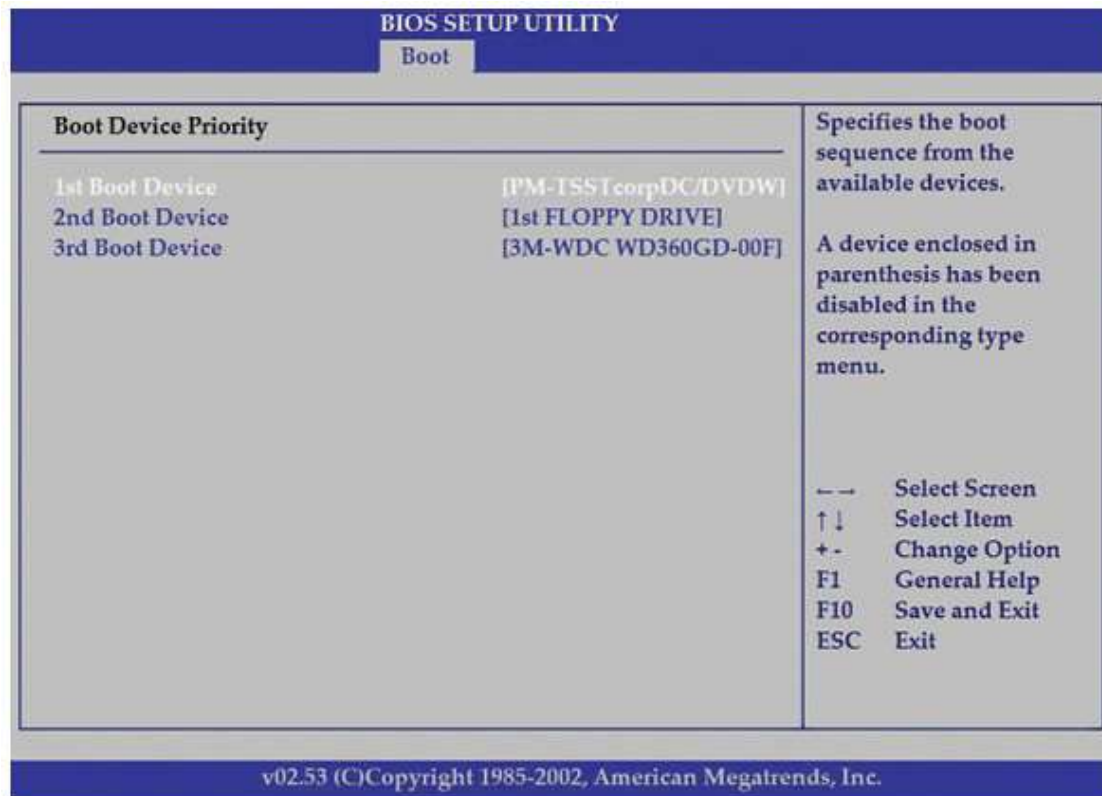 BIOS SETUP UTILITY
Boot
Boot Device Priority
1st Boot Device [PM-TSSTcorpDC/DVDW]
2nd Boot Device [1st FLOPPY DRIVE]
3rd Boot Device [3M-WDC WD360GD-00F]
Specifies the boot
sequence from the
available devices.
A device enclosed in
parenthesis has been
disabled in the
corresponding type
menu.
←→ Select Screen
↑↓ Select Item
+- Change Option
F1 General Help
F10 Save and Exit
ESC Exit
v02.53 (C)Copyright 1985-2002, American Megatrends, Inc.